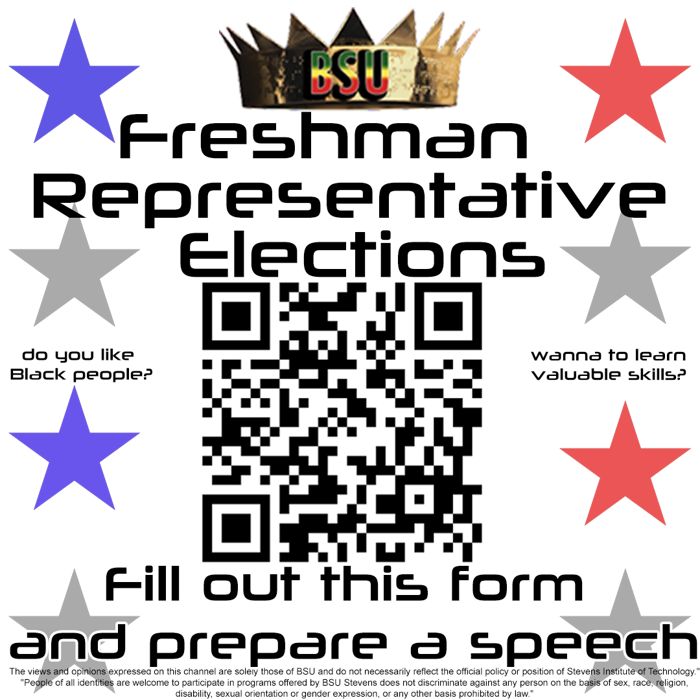 BSU
Freshman
Representative
Elections
do you like
Black people?
wanna to learn
valuable skills?
Fill out this form
and prepare a speech
The views and opinions expressed on this channel are soley those of BSU and do not necessarily reflect the official policy or position of Stevens Institute of Technology."
"People of all identities are welcome to participate in programs offered by BSU Stevens does not discriminate against any person on the basis of sex, race, religion,
disability, sexual orientation or gender expression, or any other basis prohibited by law."